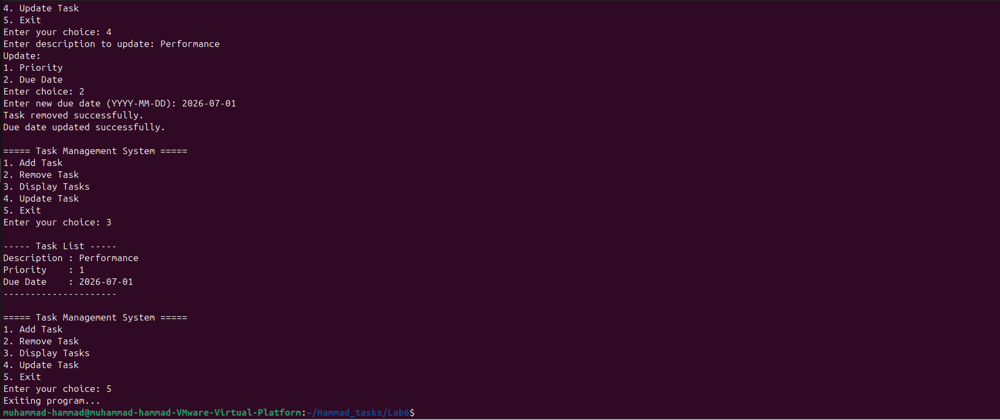 4. Update Task
5. Exit
Enter your choice: 4
Enter description to update: Performance
Update:
1. Priority
2. Due Date
Enter choice: 2
Enter new due date (YYYY-MM-DD): 2026-07-01
Task removed successfully.
Due date updated successfully.

===== Task Management System =====
1. Add Task
2. Remove Task
3. Display Tasks
4. Update Task
5. Exit
Enter your choice: 3

----- Task List -----
Description : Performance
Priority    : 1
Due Date    : 2026-07-01
---------------------

===== Task Management System =====
1. Add Task
2. Remove Task
3. Display Tasks
4. Update Task
5. Exit
Enter your choice: 5
Exiting program...
muhammad-hammad@muhammad-hammad-VMware-Virtual-Platform:~/Hammad_tasks/Lab6$